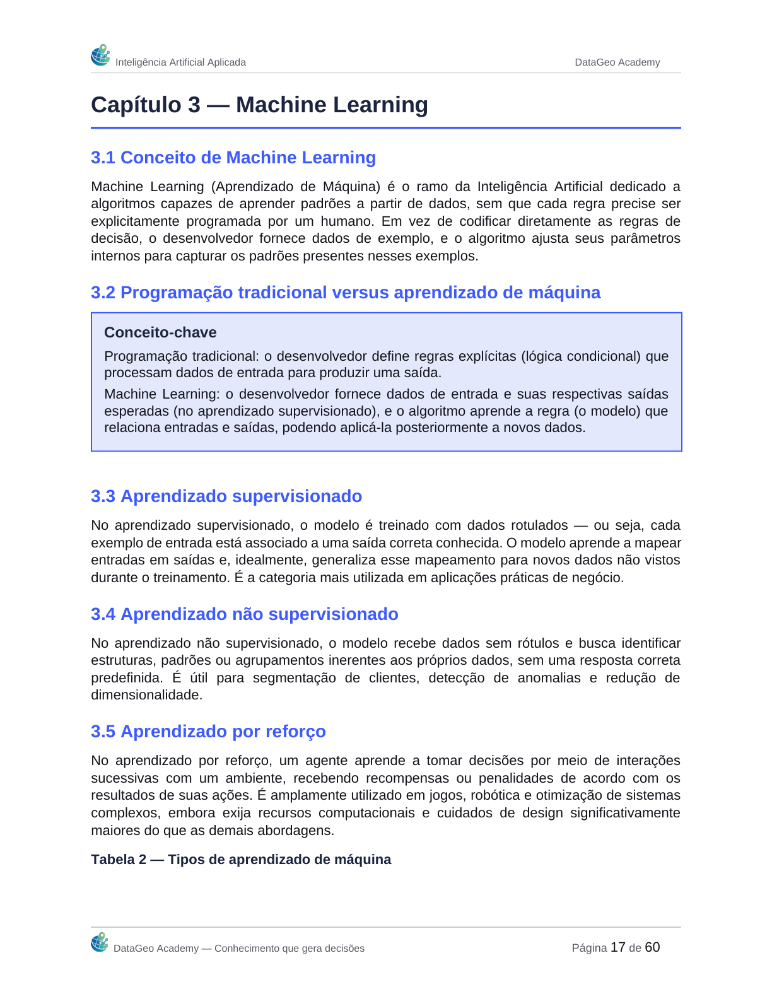 Inteligência Artificial Aplicada DataGeo Academy
Capítulo 3 — Machine Learning
3.1 Conceito de Machine Learning
Machine Learning (Aprendizado de Máquina) é o ramo da Inteligência Artificial dedicado a
algoritmos capazes de aprender padrões a partir de dados, sem que cada regra precise ser
explicitamente programada por um humano. Em vez de codificar diretamente as regras de
decisão, o desenvolvedor fornece dados de exemplo, e o algoritmo ajusta seus parâmetros
internos para capturar os padrões presentes nesses exemplos.
3.2 Programação tradicional versus aprendizado de máquina
Conceito-chave
Programação tradicional: o desenvolvedor define regras explícitas (lógica condicional) que
processam dados de entrada para produzir uma saída.
Machine Learning: o desenvolvedor fornece dados de entrada e suas respectivas saídas
esperadas (no aprendizado supervisionado), e o algoritmo aprende a regra (o modelo) que
relaciona entradas e saídas, podendo aplicá-la posteriormente a novos dados.
3.3 Aprendizado supervisionado
No aprendizado supervisionado, o modelo é treinado com dados rotulados — ou seja, cada
exemplo de entrada está associado a uma saída correta conhecida. O modelo aprende a mapear
entradas em saídas e, idealmente, generaliza esse mapeamento para novos dados não vistos
durante o treinamento. É a categoria mais utilizada em aplicações práticas de negócio.
3.4 Aprendizado não supervisionado
No aprendizado não supervisionado, o modelo recebe dados sem rótulos e busca identificar
estruturas, padrões ou agrupamentos inerentes aos próprios dados, sem uma resposta correta
predefinida. É útil para segmentação de clientes, detecção de anomalias e redução de
dimensionalidade.
3.5 Aprendizado por reforço
No aprendizado por reforço, um agente aprende a tomar decisões por meio de interações
sucessivas com um ambiente, recebendo recompensas ou penalidades de acordo com os
resultados de suas ações. É amplamente utilizado em jogos, robótica e otimização de sistemas
complexos, embora exija recursos computacionais e cuidados de design significativamente
maiores do que as demais abordagens.
Tabela 2 — Tipos de aprendizado de máquina
DataGeo Academy — Conhecimento que gera decisões Página 17 de 60